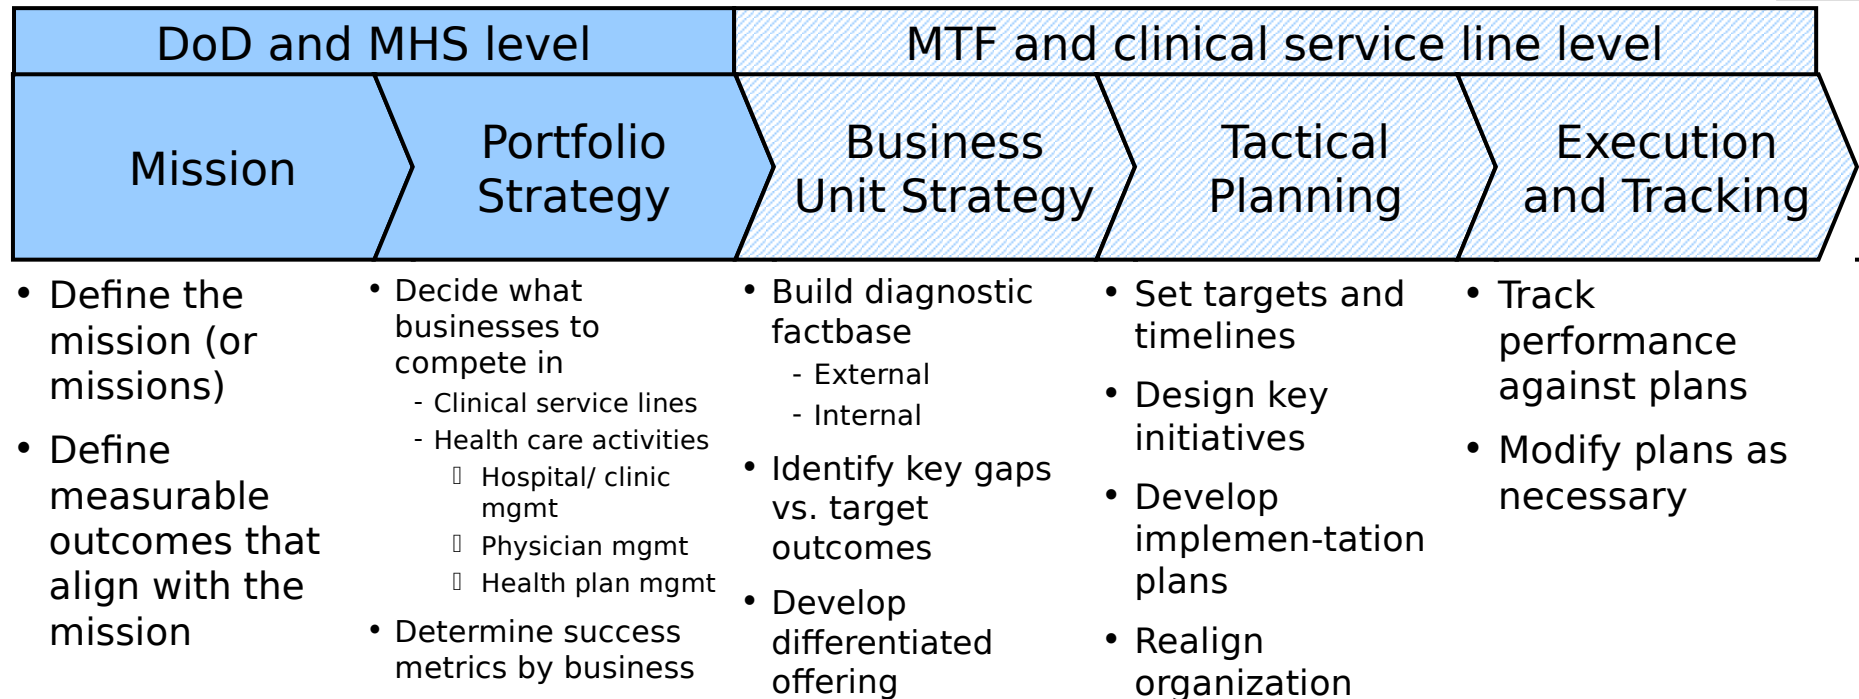 DoD and MHS level
MTF and clinical service line level
Mission
Portfolio
Strategy
Business
Unit Strategy
Tactical
Planning
Execution
and Tracking
• Define the
mission (or
missions)
• Define
measurable
outcomes that
align with the
mission
• Decide what
businesses to
compete in
- Clinical service lines
- Health care activities
▯ Hospital/ clinic
mgmt
▯ Physician mgmt
▯ Health plan mgmt
• Determine success
metrics by business
• Build diagnostic
factbase
- External
- Internal
• Identify key gaps
vs. target
outcomes
• Develop
differentiated
offering
• Set targets and
timelines
• Design key
initiatives
• Develop
implemen-tation
plans
• Realign
organization
• Track
performance
against plans
• Modify plans as
necessary